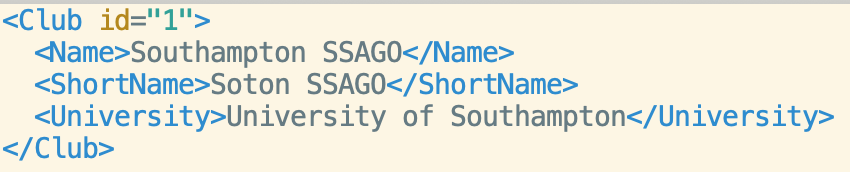 <Club id="1">
  <Name>Southampton SSAGO</Name>
  <ShortName>Soton SSAGO</ShortName>
  <University>University of Southampton</University>
</Club>